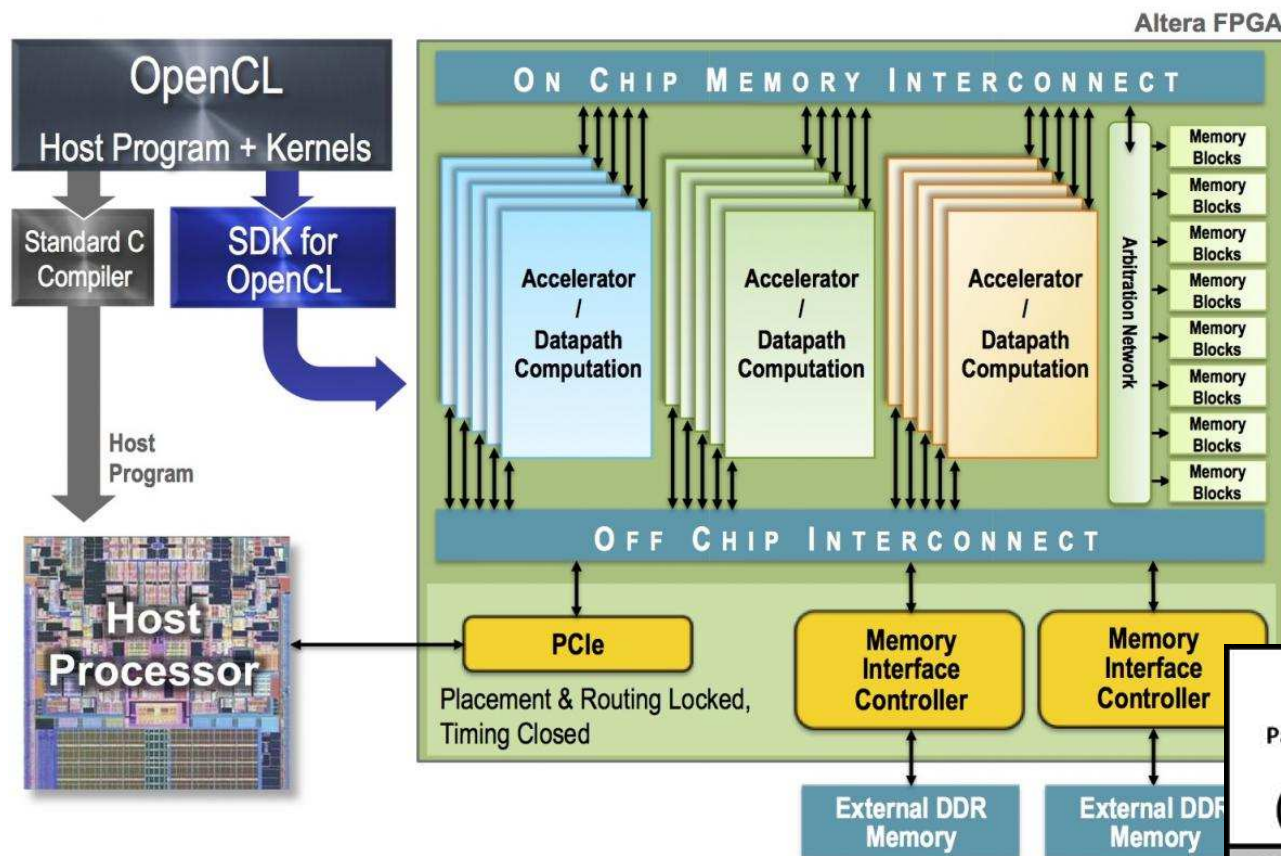 Altera FPGA
OpenCL
Host Program + Kernels
Standard C
Compiler
SDK for
OpenCL
Host
Program
Host
Processor
ON CHIP MEMORY INTERCONNECT
Accelerator
/
Datapath
Computation
Accelerator
/
Datapath
Computation
Accelerator
/
Datapath
Computation
Arbitration Network
Memory
Blocks
Memory
Blocks
Memory
Blocks
Memory
Blocks
Memory
Blocks
Memory
Blocks
Memory
Blocks
Memory
Blocks
OFF CHIP INTERCONNECT
PCIe
Placement & Routing Locked,
Timing Closed
Memory
Interface
Controller
Memory
Interface
Controller
External DDR
Memory
External DDR
Memory